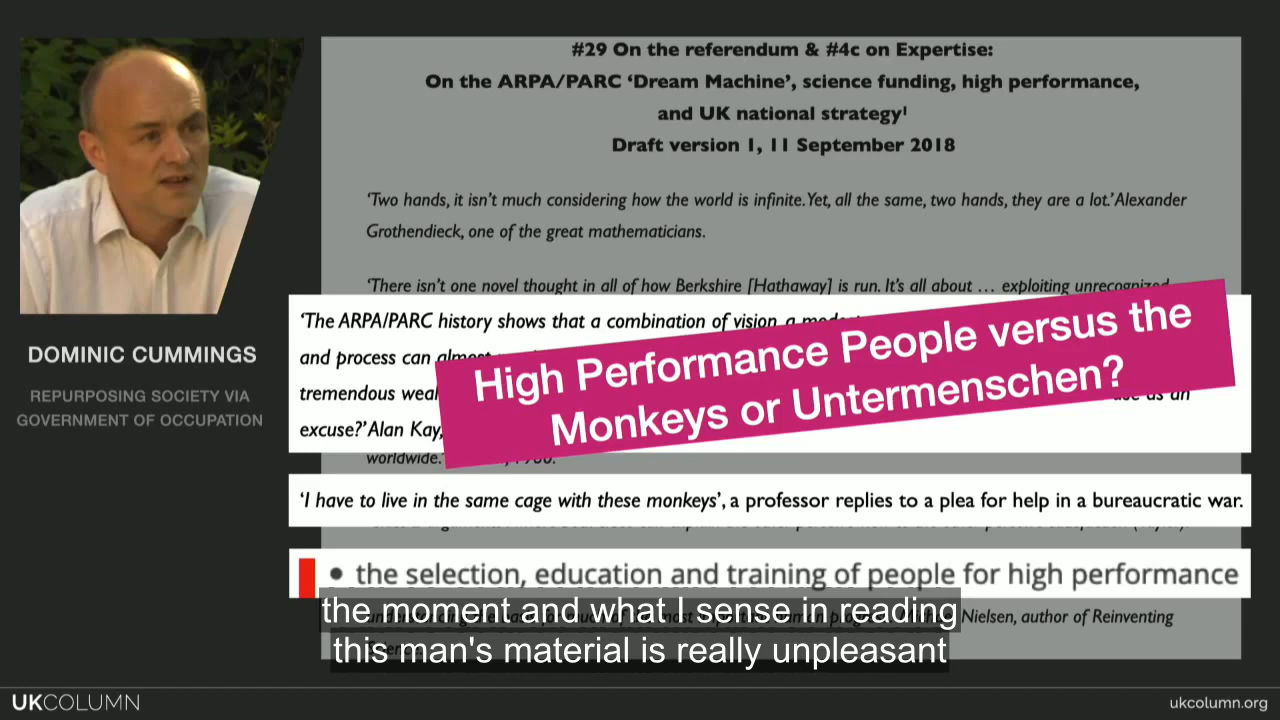 #29 On the referendum & #4c on Expertise:
On the ARPA/PARC ‘Dream Machine’, science funding, high performance,
and UK national strategy¹
Draft version 1, 11 September 2018
‘Two hands, it isn’t much considering how the world is infinite. Yet, all the same, two hands, they are a lot.’ Alexander
Grothendieck, one of the great mathematicians.
‘There isn’t one novel thought in all of how Berkshire [Hathaway] is run. It’s all about … exploiting unrecognized
‘The ARPA/PARC history shows that a combination of vision, a
and process can almost
tremendous as an
excuse?’ Alan Kay,
worldwide.’
High Performance People versus the
Monkeys or Untermenschen?
‘I have to live in the same cage with these monkeys’, a professor replies to a plea for help in a bureaucratic war.
• the selection, education and training of people for high performance
Nielsen, author of Reinventing
the moment and what I sense in reading
this man's material is really unpleasant
DOMINIC CUMMINGS
REPURPOSING SOCIETY VIA
GOVERNMENT OF OCCUPATION
UKCOLUMN
ukcolumn.org